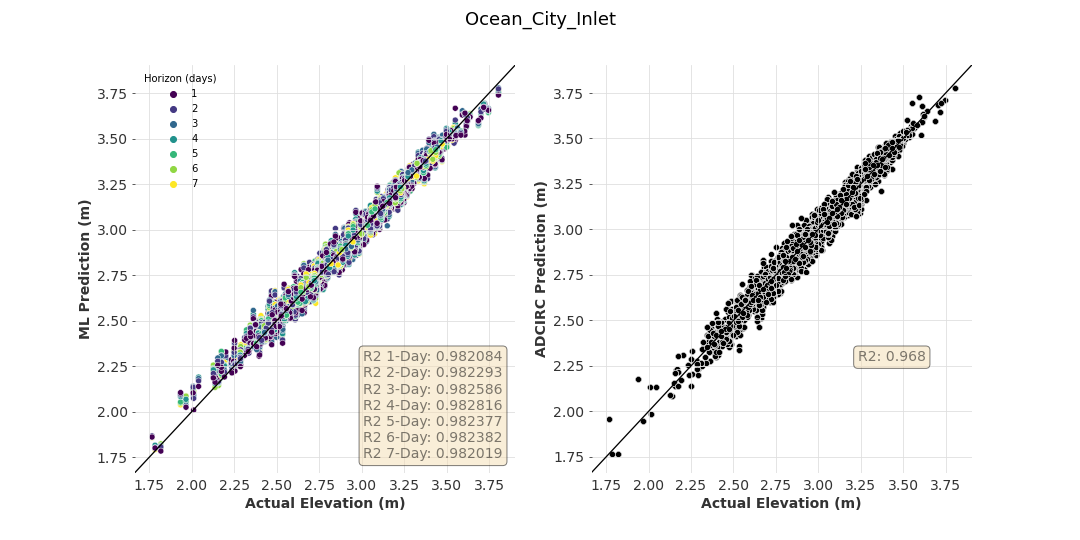 Ocean_City_Inlet
Horizon (days)
1
2
3
4
5
6
7
3.75
3.50
3.25
3.00
2.75
2.50
2.25
2.00
1.75
ML Prediction (m)
R2 1-Day: 0.982084
R2 2-Day: 0.982293
R2 3-Day: 0.982586
R2 4-Day: 0.982816
R2 5-Day: 0.982377
R2 6-Day: 0.982382
R2 7-Day: 0.982019
1.75 2.00 2.25 2.50 2.75 3.00 3.25 3.50 3.75
Actual Elevation (m)
3.75
3.50
3.25
3.00
2.75
2.50
2.25
2.00
1.75
ADCIRC Prediction (m)
R2: 0.968
1.75 2.00 2.25 2.50 2.75 3.00 3.25 3.50 3.75
Actual Elevation (m)